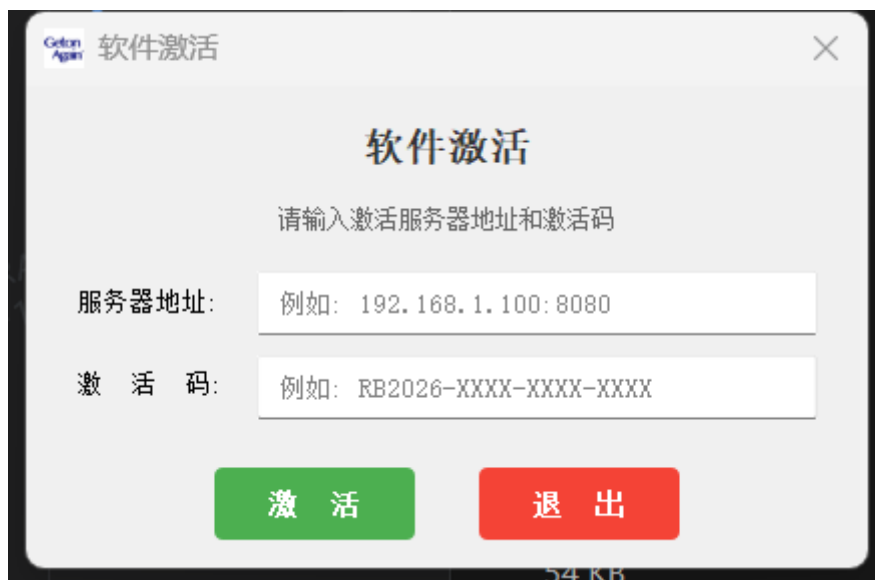 Geton
Again
软件激活
软件激活
请输入激活服务器地址和激活码
服务器地址:
例如: 192.168.1.100:8080
激 活 码:
例如: RB2026-XXXX-XXXX-XXXX
激 活
退 出
54 KB